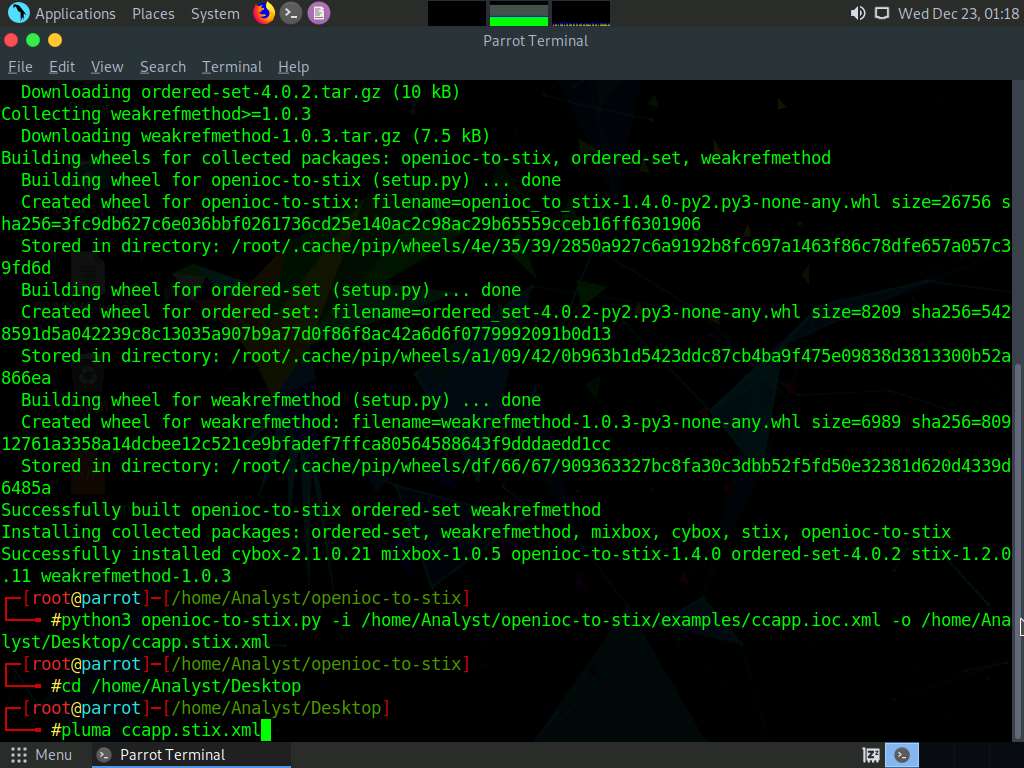 Applications Places System Wed Dec 23, 01:18
Parrot Terminal
File Edit View Search Terminal Help
Downloading ordered-set-4.0.2.tar.gz (10 kB)
Collecting weakrefmethod>=1.0.3
Downloading weakrefmethod-1.0.3.tar.gz (7.5 kB)
Building wheels for collected packages: openioc-to-stix, ordered-set, weakrefmethod
Building wheel for openioc-to-stix (setup.py) ... done
Created wheel for openioc-to-stix: filename=openioc_to_stix-1.4.0-py2.py3-none-any.whl size=26756 s
ha256=3fc9db627c6e036bbf0261736cd25e140ac2c98ac29b65559cceb16ff6301906
Stored in directory: /root/.cache/pip/wheels/4e/35/39/2850a927c6a9192b8fc697a1463f86c78dfe657a057c3
9fd6d
Building wheel for ordered-set (setup.py) ... done
Created wheel for ordered-set: filename=ordered_set-4.0.2-py2.py3-none-any.whl size=8209 sha256=542
8591d5a042239c8c13035a907b9a77d0f86f8ac42a6d6f0779992091b0d13
Stored in directory: /root/.cache/pip/wheels/a1/09/42/0b963b1d5423ddc87cb4ba9f475e09838d3813300b52a
866ea
Building wheel for weakrefmethod (setup.py) ... done
Created wheel for weakrefmethod: filename=weakrefmethod-1.0.3-py3-none-any.whl size=6989 sha256=809
12761a3358a14dcbee12c521ce9bfadef7ffca80564588643f9dddaedd1cc
Stored in directory: /root/.cache/pip/wheels/df/66/67/909363327bc8fa30c3dbb52f5fd50e32381d620d4339d
6485a
Successfully built openioc-to-stix ordered-set weakrefmethod
Installing collected packages: ordered-set, weakrefmethod, mixbox, cybox, stix, openioc-to-stix
Successfully installed cybox-2.1.0.21 mixbox-1.0.5 openioc-to-stix-1.4.0 ordered-set-4.0.2 stix-1.2.0
.11 weakrefmethod-1.0.3
┌─[root@parrot]─[/home/Analyst/openioc-to-stix]
└──╼ #python3 openioc-to-stix.py -i /home/Analyst/openioc-to-stix/examples/ccapp.ioc.xml -o /home/Ana
lyst/Desktop/ccapp.stix.xml
┌─[root@parrot]─[/home/Analyst/openioc-to-stix]
└──╼ #cd /home/Analyst/Desktop
┌─[root@parrot]─[/home/Analyst/Desktop]
└──╼ #pluma ccapp.stix.xml
Menu Parrot Terminal